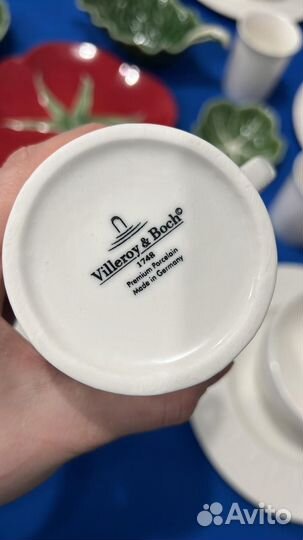 Villeroy & Boch©
1748
Premium Porcelain
Made in Germany
Avito